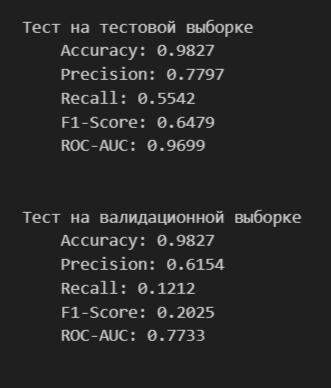 Тест на тестовой выборке
Accuracy: 0.9827
Precision: 0.7797
Recall: 0.5542
F1-Score: 0.6479
ROC-AUC: 0.9699
Тест на валидационной выборке
Accuracy: 0.9827
Precision: 0.6154
Recall: 0.1212
F1-Score: 0.2025
ROC-AUC: 0.7733